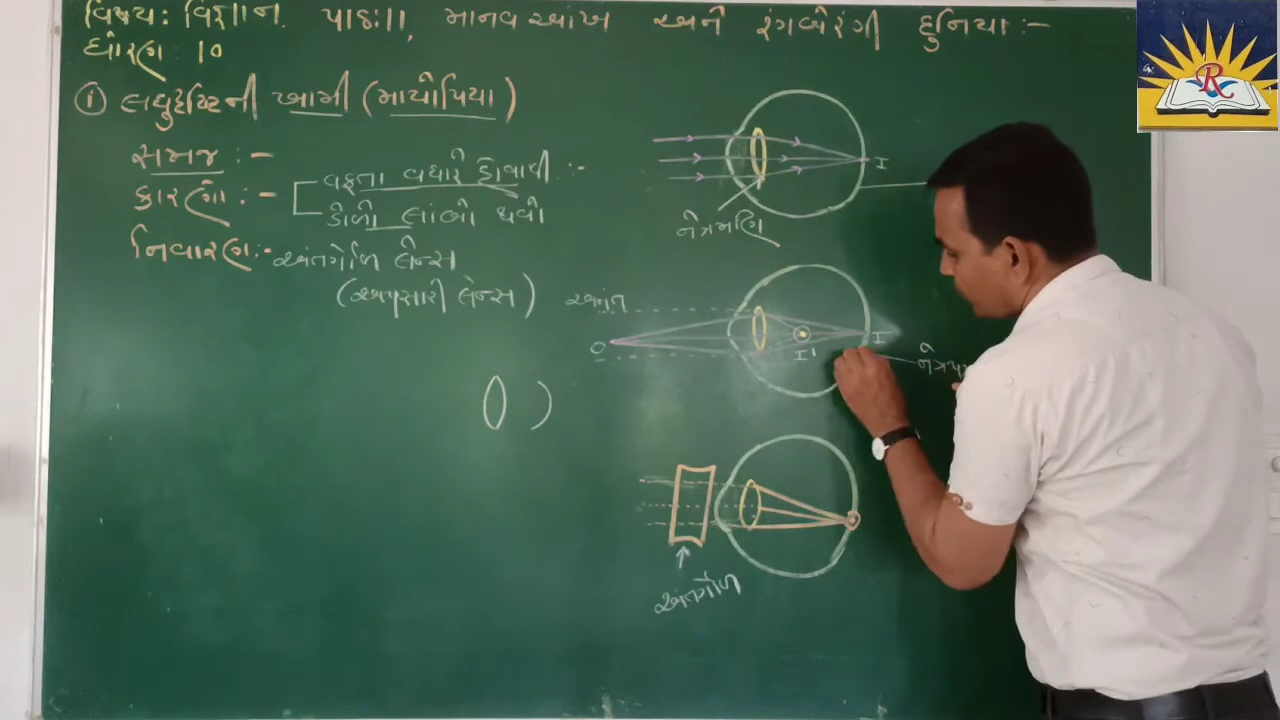 વિષય: વિજ્ઞાન. પાઠ:11, માનવ આંખ અને રંગબેરંગી દુનિયા :-
ધોરણ: 10
① લઘુદ્રષ્ટિની ખામી (માયોપિયા)
સમજ :-
કારણો :- વક્રતા વધારે હોવાથી :-
ડોળો લાંબો થવો
નિવારણ:- અંતર્ગોળ લેન્સ
(અપસારી લેન્સ)
I
નેત્રમણિ
અનંત
O
I'
I
અંતર્ગોળ
R